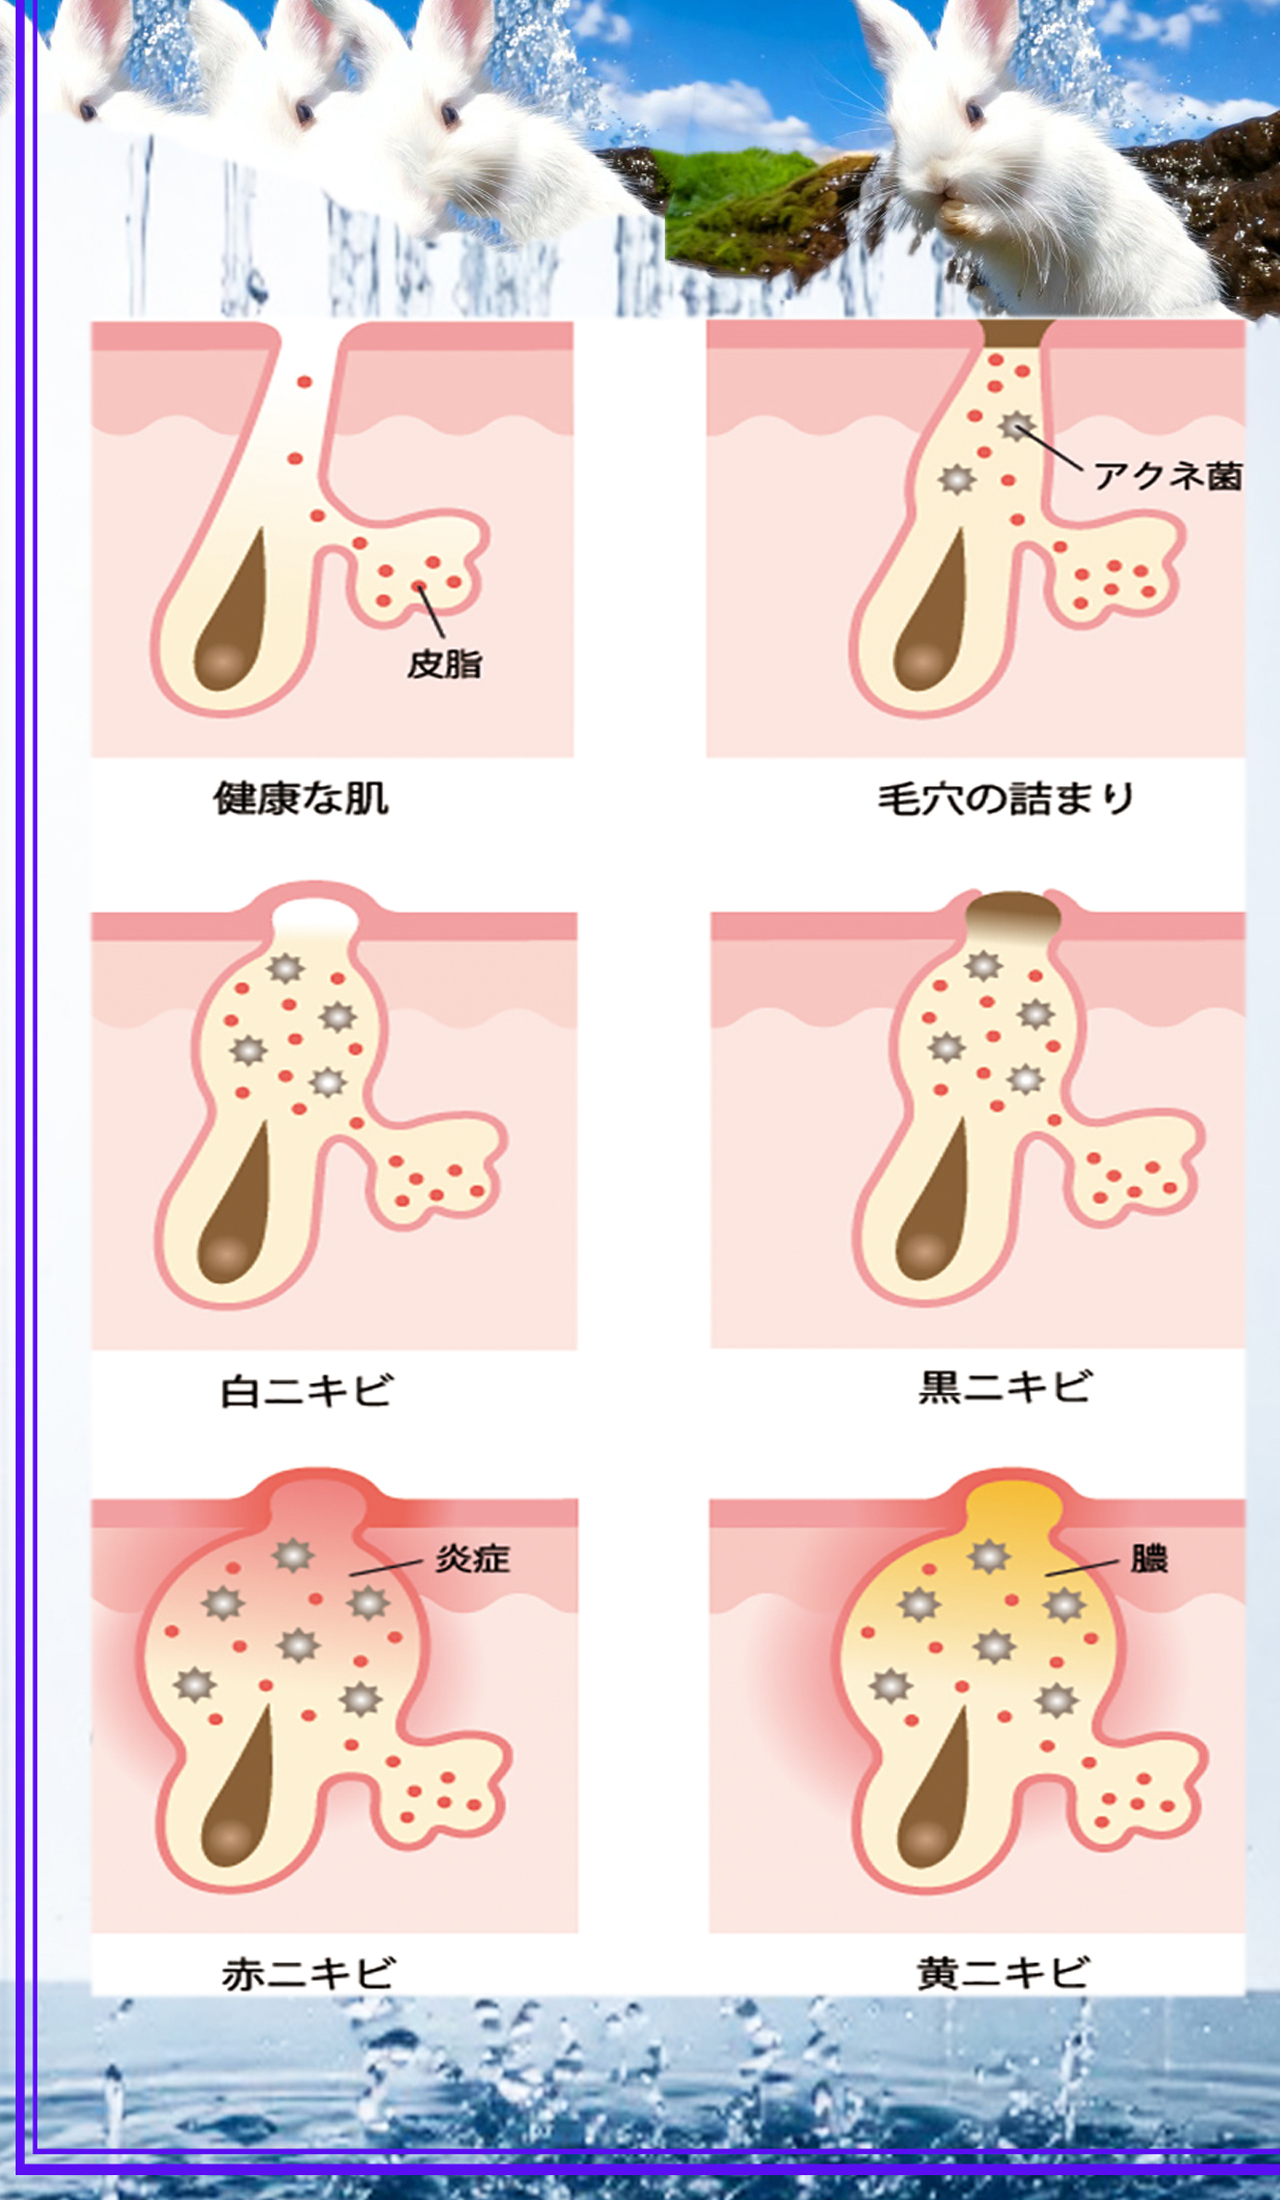 アクネ菌
皮脂
健康な肌
毛穴の詰まり
白ニキビ
黒ニキビ
炎症
膿
赤ニキビ
黄ニキビ